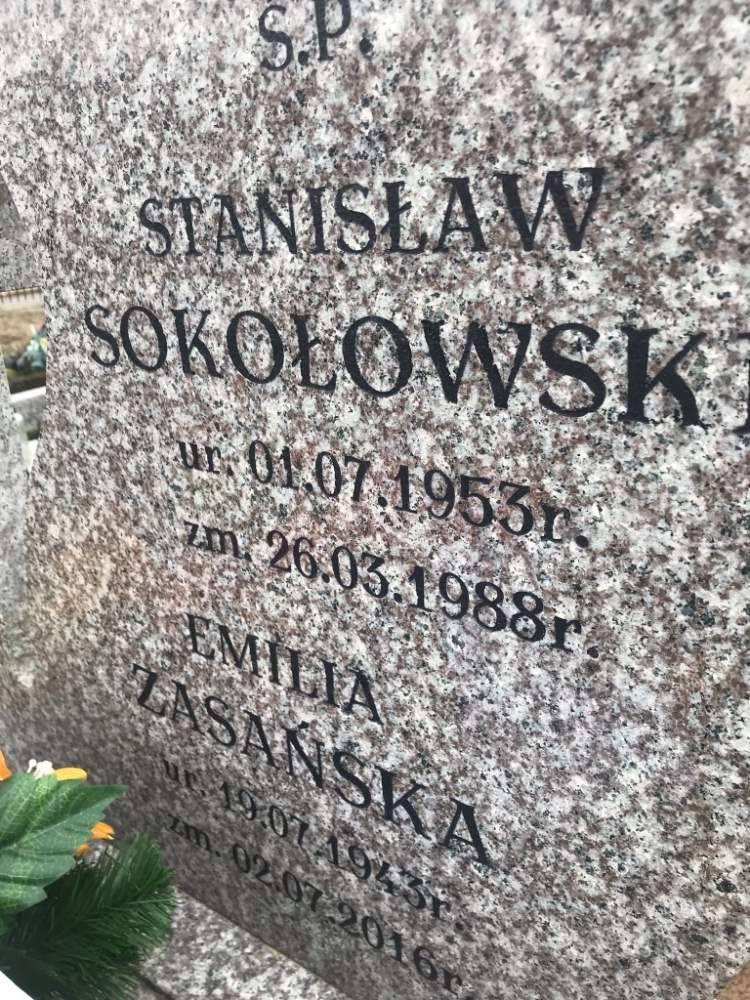 Ś.P.
STANISŁAW
SOKOŁOWSKI
ur. 01.07.1953r.
zm. 26.03.1988r.
EMILIA
ZASAŃSKA
ur. 19.07.1943r.
zm. 02.07.2016r.